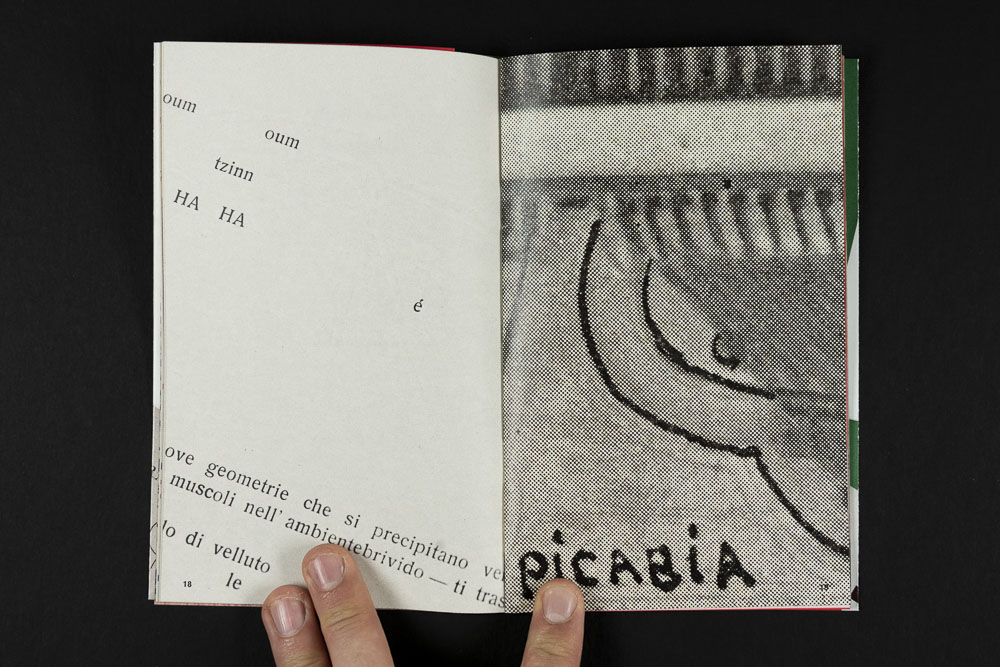 oum
oum
tzinn
HA HA
é
ove geometrie che si precipitano ve
muscoli nell' ambientebrivido — ti tras
lo di velluto
le
18
PiCABiA